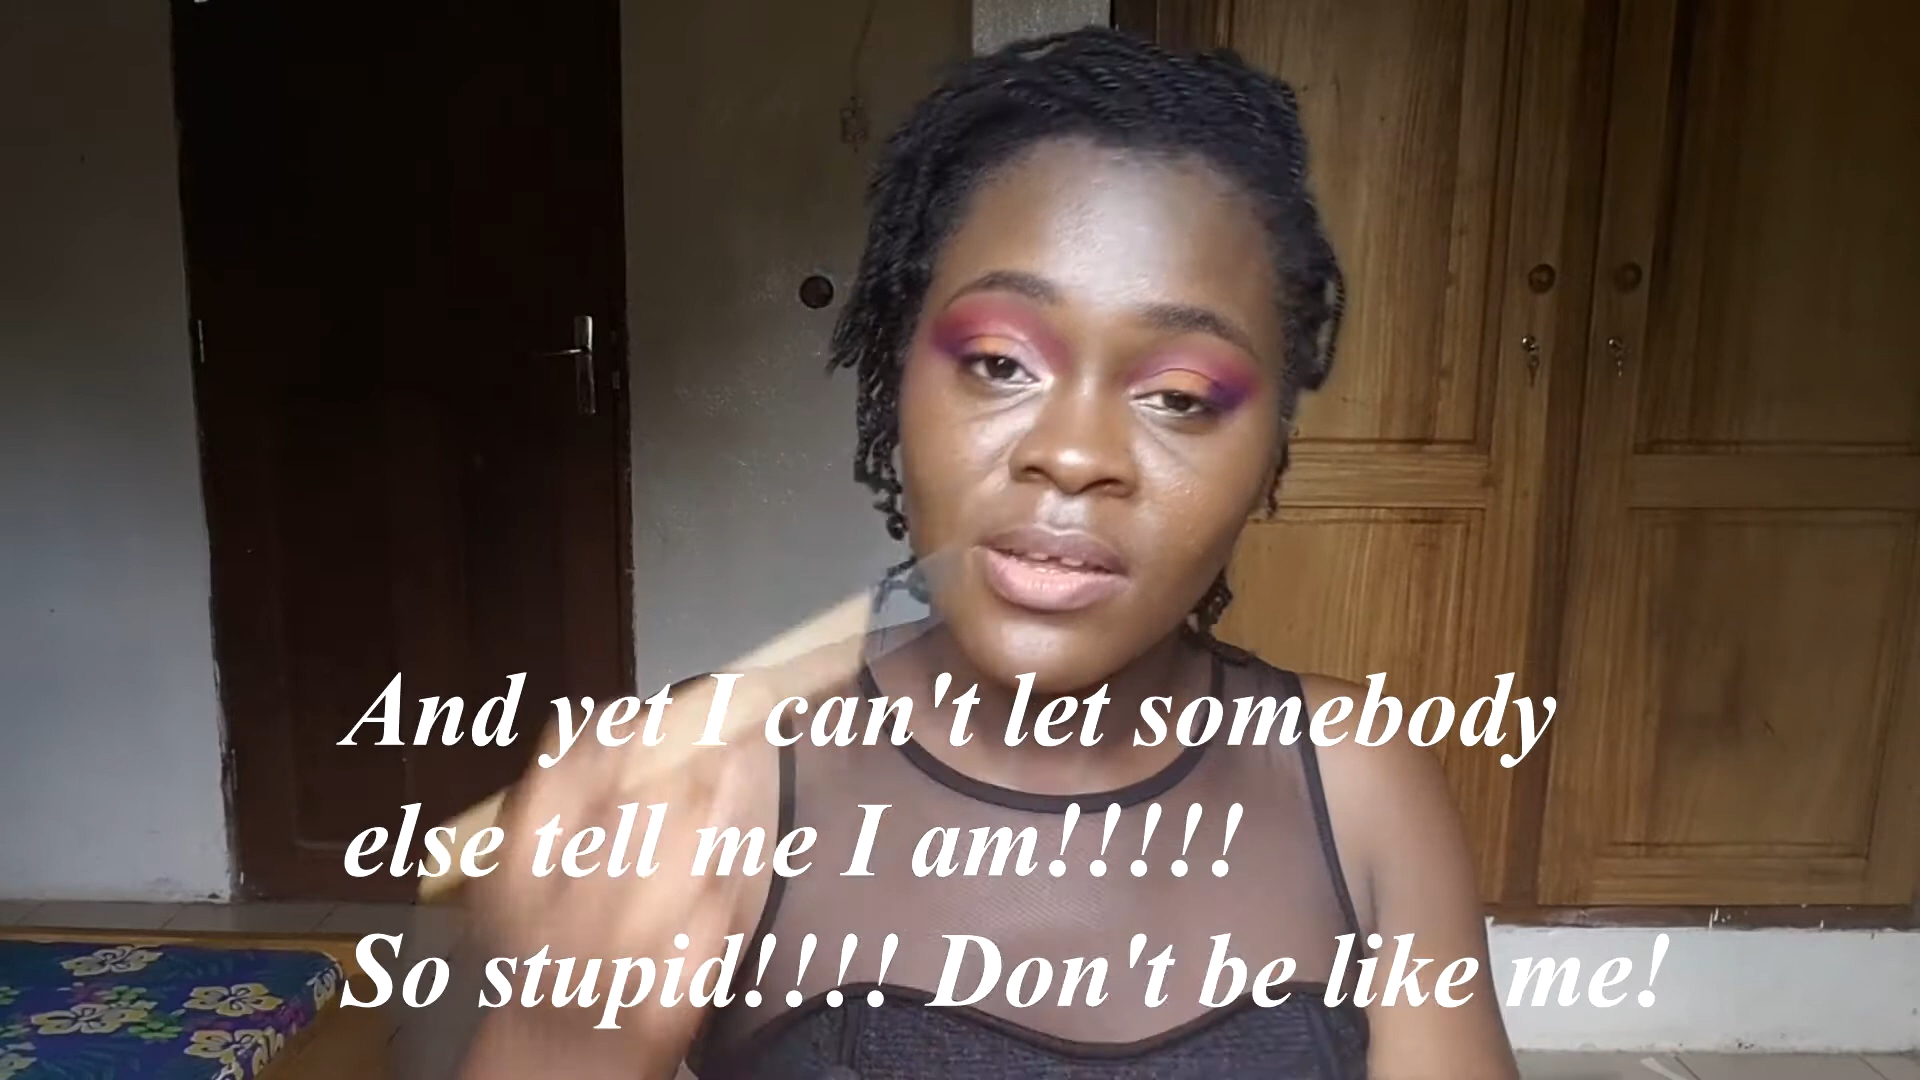 And yet I can't let somebody
else tell me I am!!!!!
So stupid!!!! Don't be like me!